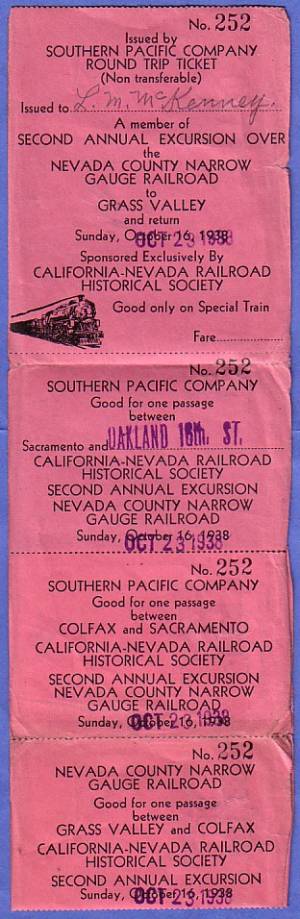 No. 252
Issued by
SOUTHERN PACIFIC COMPANY
ROUND TRIP TICKET
(Non transferable)
Issued to L. M. McKenney.
A member of
SECOND ANNUAL EXCURSION OVER
the
NEVADA COUNTY NARROW
GAUGE RAILROAD
to
GRASS VALLEY
and return
Sunday, October 16, 1938
OCT 23 1938
Sponsored Exclusively By
CALIFORNIA-NEVADA RAILROAD
HISTORICAL SOCIETY
Good only on Special Train
Fare
No. 252
SOUTHERN PACIFIC COMPANY
Good for one passage
between
Sacramento and OAKLAND 16th. ST.
CALIFORNIA-NEVADA RAILROAD
HISTORICAL SOCIETY
SECOND ANNUAL EXCURSION
NEVADA COUNTY NARROW
GAUGE RAILROAD
Sunday, October 16, 1938
OCT 23 1938
No. 252
SOUTHERN PACIFIC COMPANY
Good for one passage
between
COLFAX and SACRAMENTO
CALIFORNIA-NEVADA RAILROAD
HISTORICAL SOCIETY
SECOND ANNUAL EXCURSION
NEVADA COUNTY NARROW
GAUGE RAILROAD
Sunday, October 16, 1938
OCT 23 1938
No. 252
NEVADA COUNTY NARROW
GAUGE RAILROAD
Good for one passage
between
GRASS VALLEY and COLFAX
CALIFORNIA-NEVADA RAILROAD
HISTORICAL SOCIETY
SECOND ANNUAL EXCURSION
Sunday, October 16, 1938
OCT 23 1938